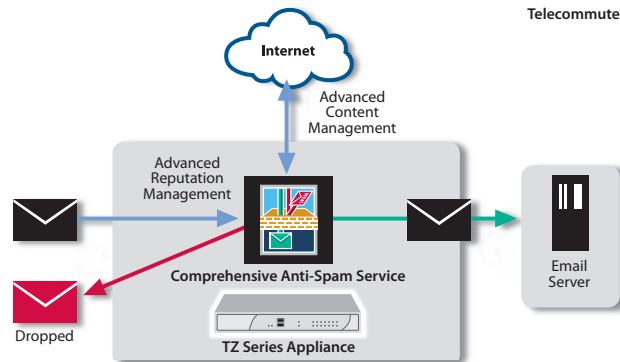 Telecommute
Internet
Advanced
Content
Management
Advanced
Reputation
Management
Comprehensive Anti-Spam Service
Email
Server
Dropped
TZ Series Appliance